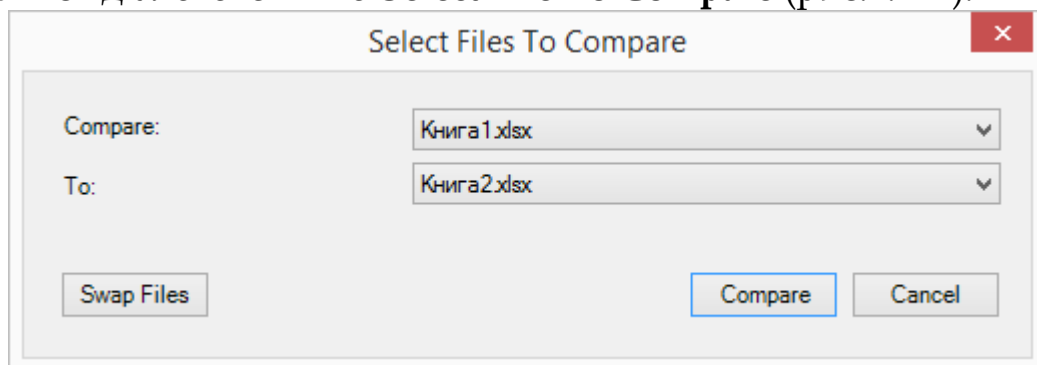 Select Files To Compare
Compare: Книга1.xlsx
To: Книга2.xlsx
Swap Files Compare Cancel